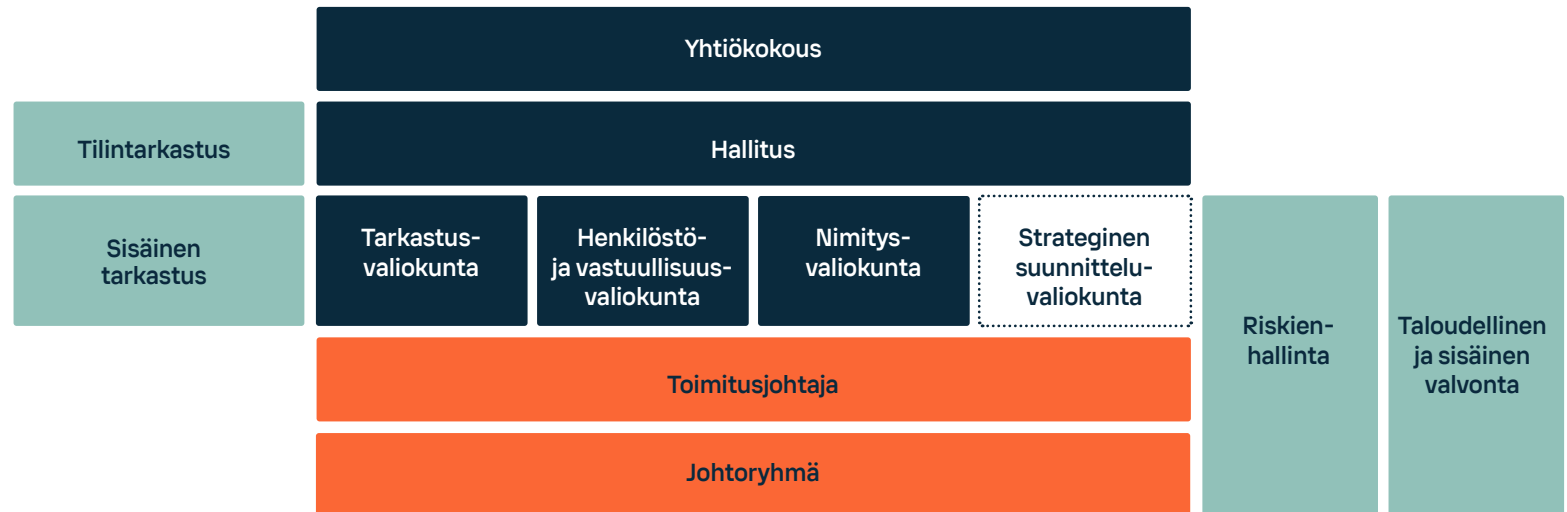 Yhtiökokous
Tilintarkastus
Hallitus
Sisäinen
tarkastus
Tarkastus-
valiokunta
Henkilöstö-
ja vastuullisuus-
valiokunta
Nimitys-
valiokunta
Strateginen
suunnittelu-
valiokunta
Riskien-
hallinta
Taloudellinen
ja sisäinen
valvonta
Toimitusjohtaja
Johtoryhmä